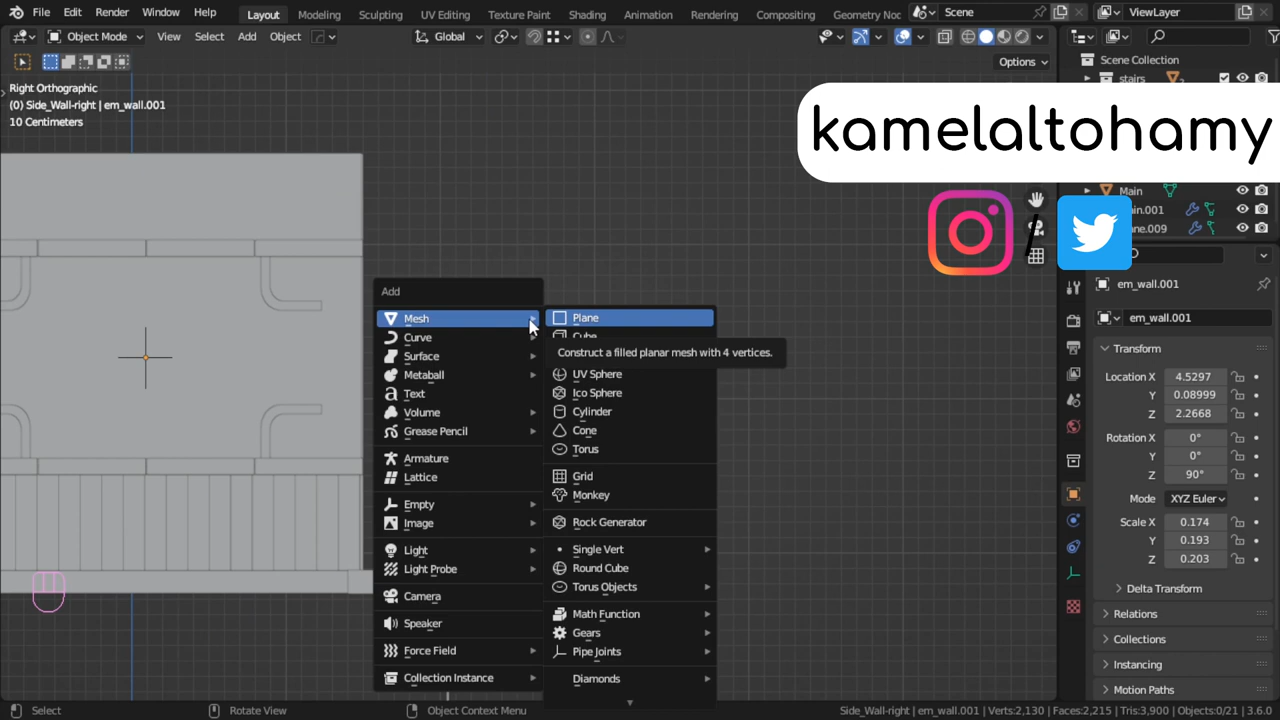 File Edit Render Window Help Layout Modeling Sculpting UV Editing Texture Paint Shading Animation Rendering Compositing Geometry Noc Scene ViewLayer
Object Mode View Select Add Object Global
Options
Right Orthographic
(0) Side_Wall-right | em_wall.001
10 Centimeters
Scene Collection
stairs
kamelaltohamy
Main
ain.001
ane.009
/
em_wall.001
em_wall.001
Transform
Location X 4.5297
Y 0.08999
Z 2.2668
Rotation X 0°
Y 0°
Z 90°
Mode XYZ Euler
Scale X 0.174
Y 0.193
Z 0.203
Delta Transform
Relations
Collections
Instancing
Motion Paths
Add
Mesh
Curve
Surface
Metaball
Text
Volume
Grease Pencil
Armature
Lattice
Empty
Image
Light
Light Probe
Camera
Speaker
Force Field
Collection Instance
Plane
Cube
Construct a filled planar mesh with 4 vertices.
UV Sphere
Ico Sphere
Cylinder
Cone
Torus
Grid
Monkey
Rock Generator
Single Vert
Round Cube
Torus Objects
Math Function
Gears
Pipe Joints
Diamonds
Select Rotate View Object Context Menu Side_Wall-right | em_wall.001 | Verts:2,130 | Faces:2,215 | Tris:3,900 | Objects:0/21 | 3.6.0